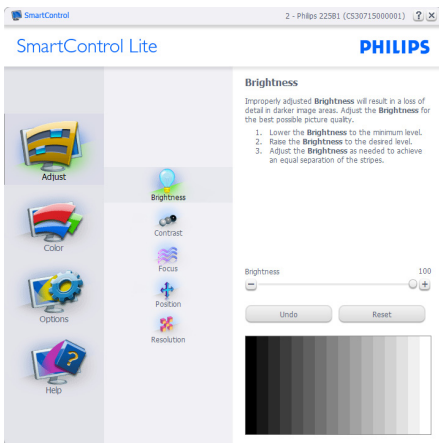 SmartControl
2 - Philips 225B1 (CS30715000001)
SmartControl Lite
PHILIPS
Adjust
Color
Options
Help
Brightness
Contrast
Focus
Position
Resolution
Brightness
Improperly adjusted Brightness will result in a loss of
detail in darker image areas. Adjust the Brightness for
the best possible picture quality.
1. Lower the Brightness to the minimum level.
2. Raise the Brightness to the desired level.
3. Adjust the Brightness as needed to achieve
an equal separation of the stripes.
Brightness 100
Undo Reset